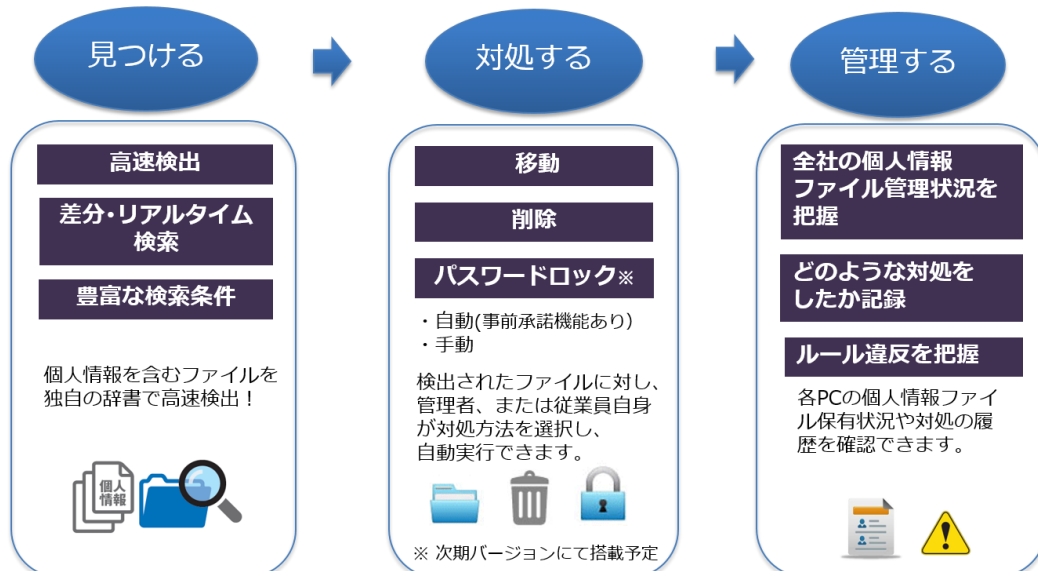 見つける
対処する
管理する
高速検出
差分・リアルタイム
検索
豊富な検索条件
個人情報を含むファイルを
独自の辞書で高速検出！
個人
情報
移動
削除
パスワードロック※
・自動(事前承諾機能あり)
・手動
検出されたファイルに対し、
管理者、または従業員自身
が対処方法を選択し、
自動実行できます。
※ 次期バージョンにて搭載予定
全社の個人情報
ファイル管理状況を
把握
どのような対処を
したか記録
ルール違反を把握
各PCの個人情報ファイ
ル保有状況や対処の履
歴を確認できます。